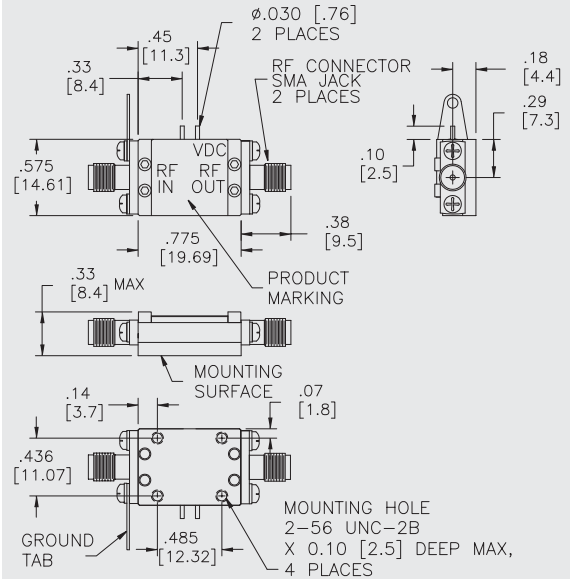 ø.030 [.76]
2 PLACES
.45
[11.3]
.33
[8.4]
RF CONNECTOR
SMA JACK
2 PLACES
.18
[4.4]
.29
[7.3]
.10
[2.5]
VDC
RF
IN
RF
OUT
.575
[14.61]
.775
[19.69]
.38
[9.5]
PRODUCT
MARKING
.33
[8.4] MAX
MOUNTING
SURFACE
.14
[3.7]
.07
[1.8]
.436
[11.07]
GROUND
TAB
.485
[12.32]
MOUNTING HOLE
2-56 UNC-2B
X 0.10 [2.5] DEEP MAX,
4 PLACES